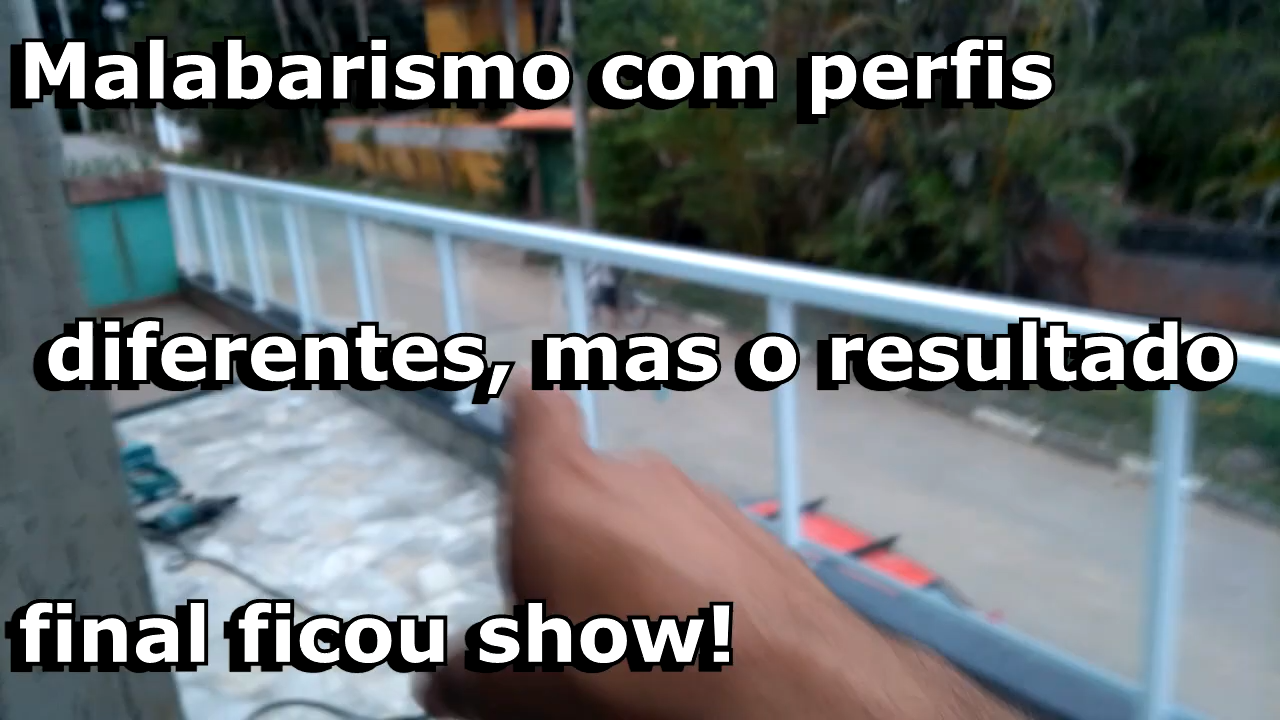 Malabarismo com perfis
diferentes, mas o resultado
final ficou show!